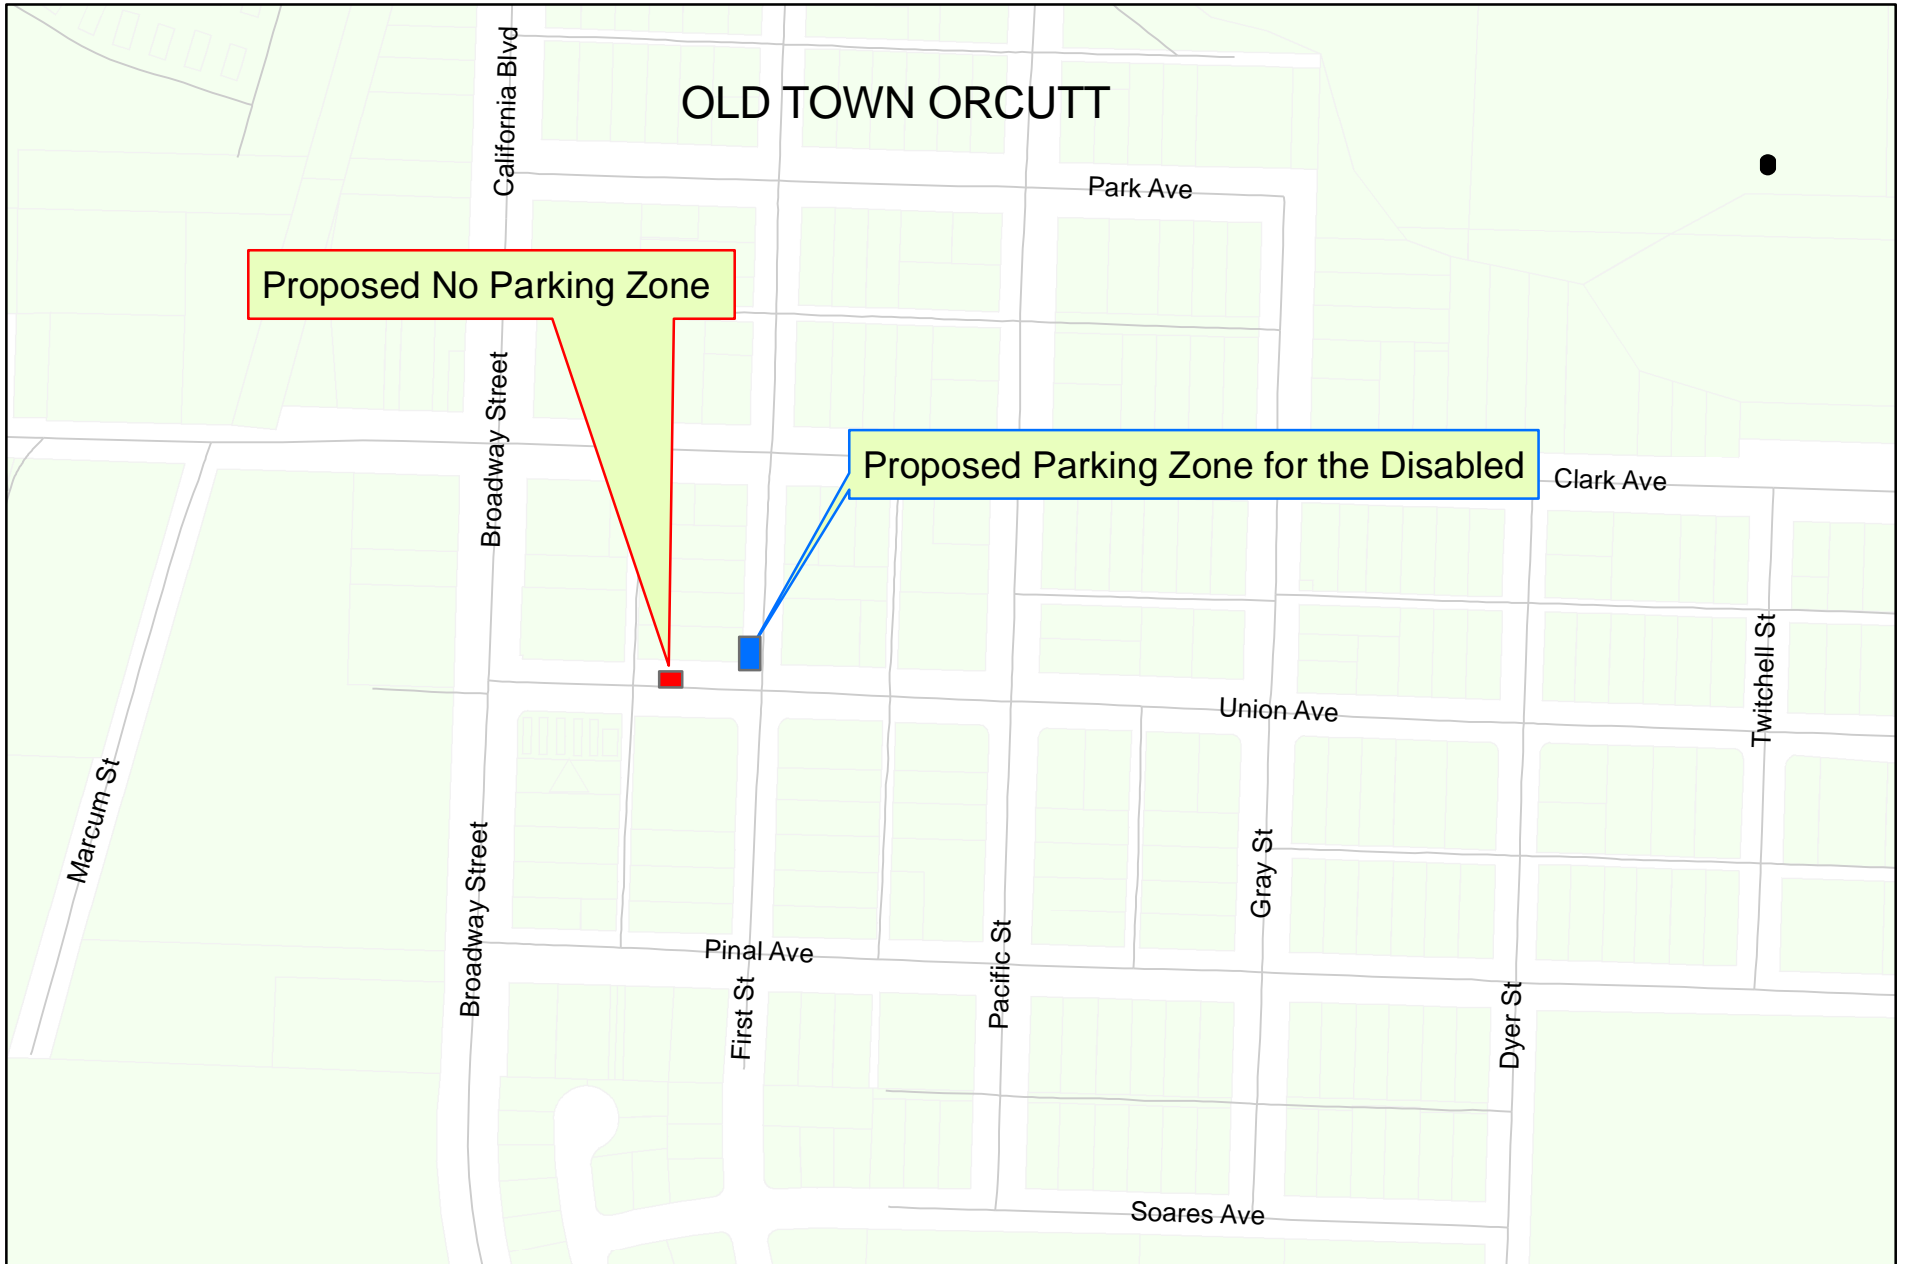 California Blvd
OLD TOWN ORCUTT
Park Ave
Proposed No Parking Zone
Broadway Street
Proposed Parking Zone for the Disabled
Clark Ave
Twitchell St
Union Ave
Marcum St
Broadway Street
Gray St
Pinal Ave
Pacific St
First St
Dyer St
Soares Ave